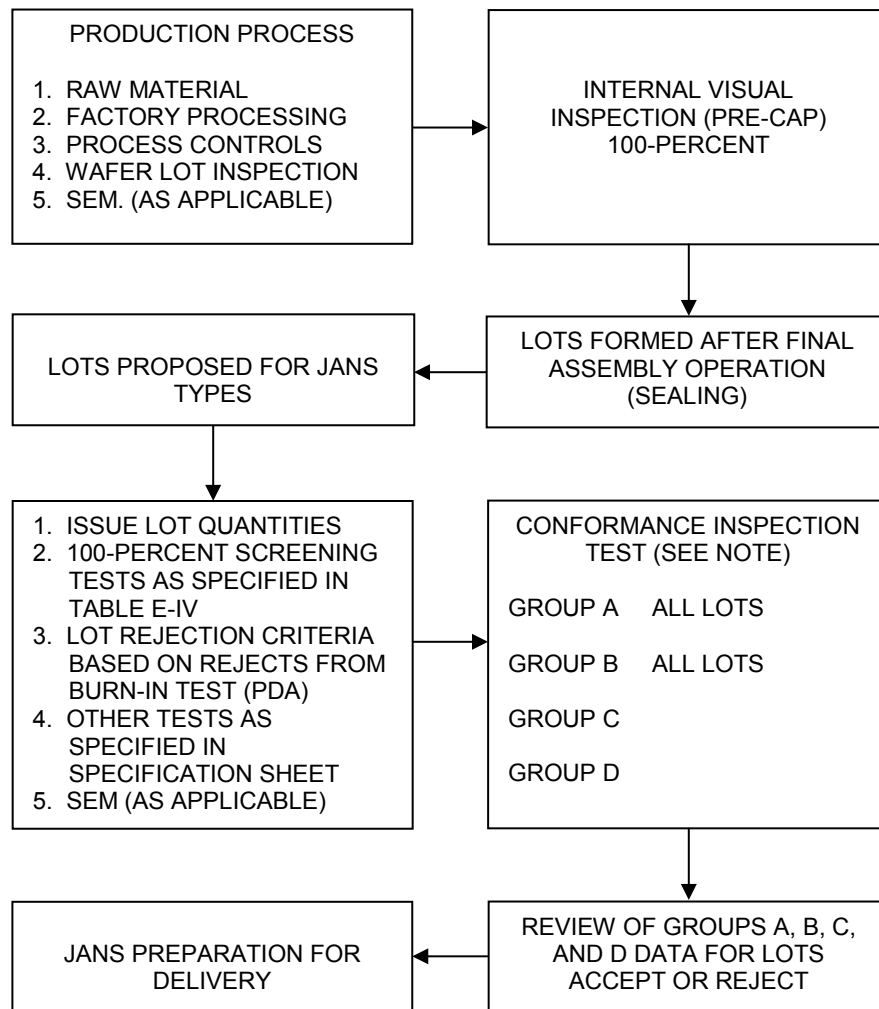 PRODUCTION PROCESS
1. RAW MATERIAL
2. FACTORY PROCESSING
3. PROCESS CONTROLS
4. WAFER LOT INSPECTION
5. SEM. (AS APPLICABLE)
INTERNAL VISUAL
INSPECTION (PRE-CAP)
100-PERCENT
LOTS FORMED AFTER FINAL
ASSEMBLY OPERATION
(SEALING)
LOTS PROPOSED FOR JANS
TYPES
1. ISSUE LOT QUANTITIES
2. 100-PERCENT SCREENING
TESTS AS SPECIFIED IN
TABLE E-IV
3. LOT REJECTION CRITERIA
BASED ON REJECTS FROM
BURN-IN TEST (PDA)
4. OTHER TESTS AS
SPECIFIED IN
SPECIFICATION SHEET
5. SEM (AS APPLICABLE)
CONFORMANCE INSPECTION
TEST (SEE NOTE)
GROUP A ALL LOTS
GROUP B ALL LOTS
GROUP C
GROUP D
REVIEW OF GROUPS A, B, C,
AND D DATA FOR LOTS
ACCEPT OR REJECT
JANS PREPARATION FOR
DELIVERY